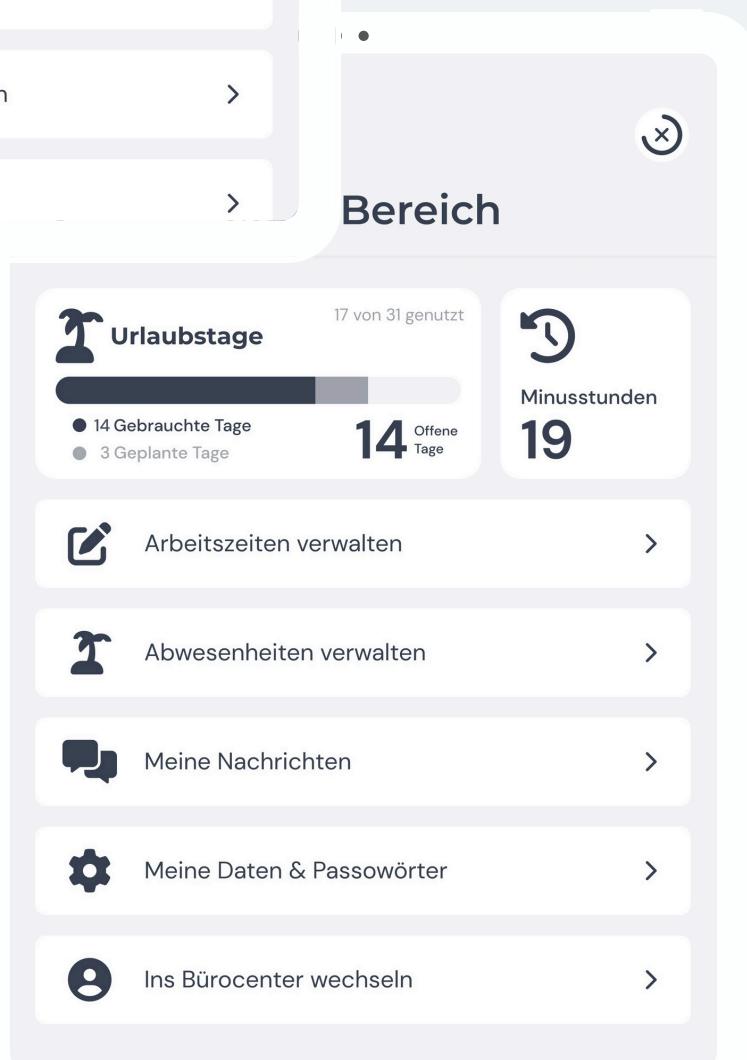 n
Bereich
Urlaubstage
17 von 31 genutzt
14 Gebrauchte Tage
3 Geplante Tage
14 Offene Tage
Minusstunden
19
Arbeitszeiten verwalten
Abwesenheiten verwalten
Meine Nachrichten
Meine Daten & Passowörter
Ins Bürocenter wechseln